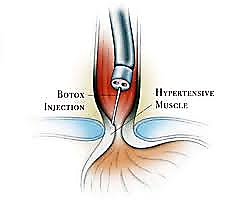 BOTOX
INJECTION
HYPERTENSIVE
MUSCLE